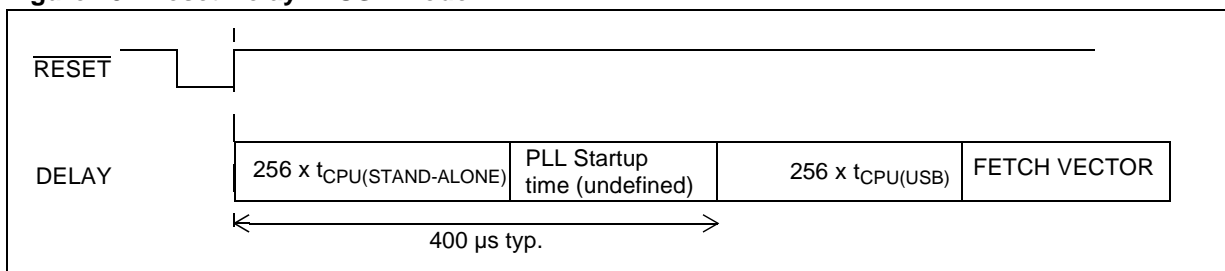 RESET
DELAY
256 x tCPU(STAND-ALONE)
PLL Startup
time (undefined)
256 x tCPU(USB)
FETCH VECTOR
400 µs typ.